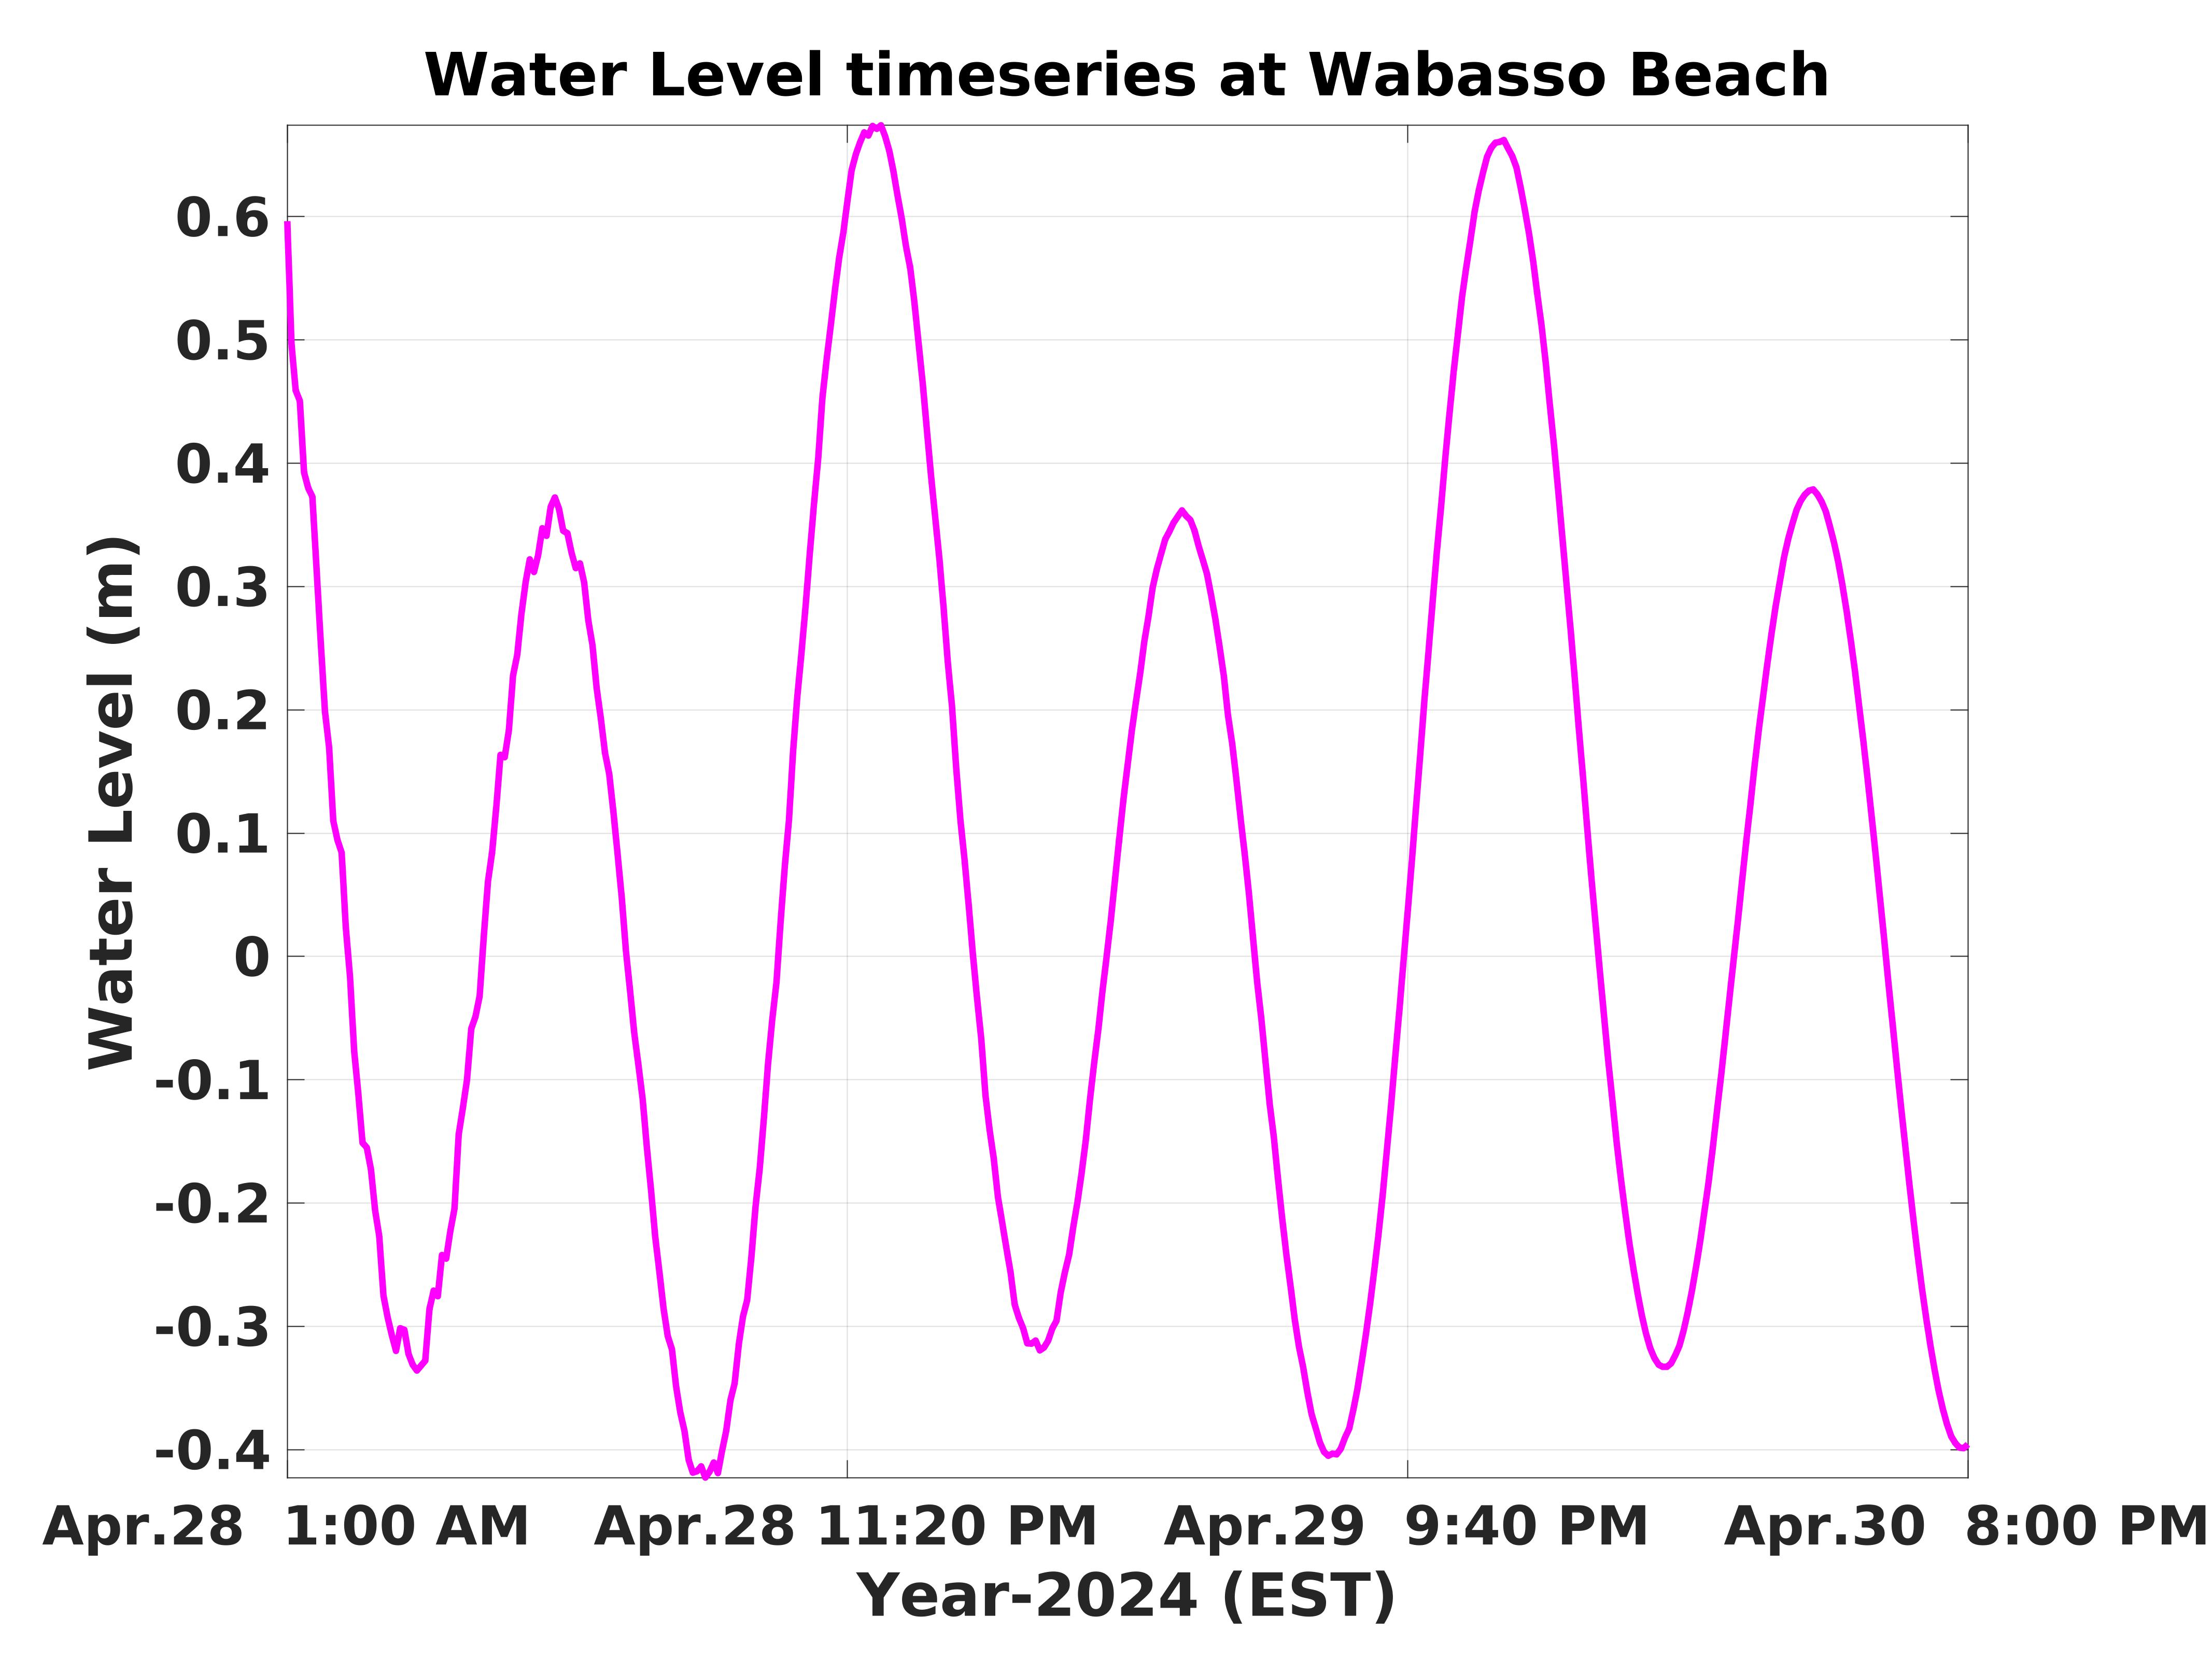 Water Level timeseries at Wabasso Beach
Water Level (m)
0.6
0.5
0.4
0.3
0.2
0.1
0
-0.1
-0.2
-0.3
-0.4
Apr.28 1:00 AM Apr.28 11:20 PM Apr.29 9:40 PM Apr.30 8:00 PM
Year-2024 (EST)